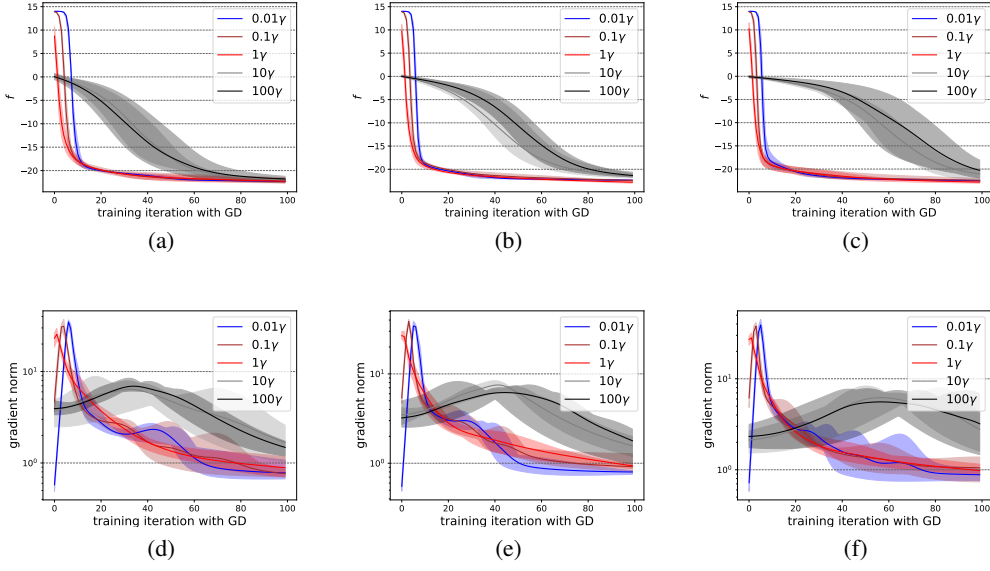 15
10
5
0
−5
−10
−15
−20
f
0 20 40 60 80 100
training iteration with GD
0.01γ
0.1γ
1γ
10γ
100γ
(a)
15
10
5
0
−5
−10
−15
−20
f
0 20 40 60 80 100
training iteration with GD
0.01γ
0.1γ
1γ
10γ
100γ
(b)
15
10
5
0
−5
−10
−15
−20
f
0 20 40 60 80 100
training iteration with GD
0.01γ
0.1γ
1γ
10γ
100γ
(c)
gradient norm
10¹
10⁰
0 20 40 60 80 100
training iteration with GD
0.01γ
0.1γ
1γ
10γ
100γ
(d)
gradient norm
10¹
10⁰
0 20 40 60 80 100
training iteration with GD
0.01γ
0.1γ
1γ
10γ
100γ
(e)
gradient norm
10¹
10⁰
0 20 40 60 80 100
training iteration with GD
0.01γ
0.1γ
1γ
10γ
100γ
(f)